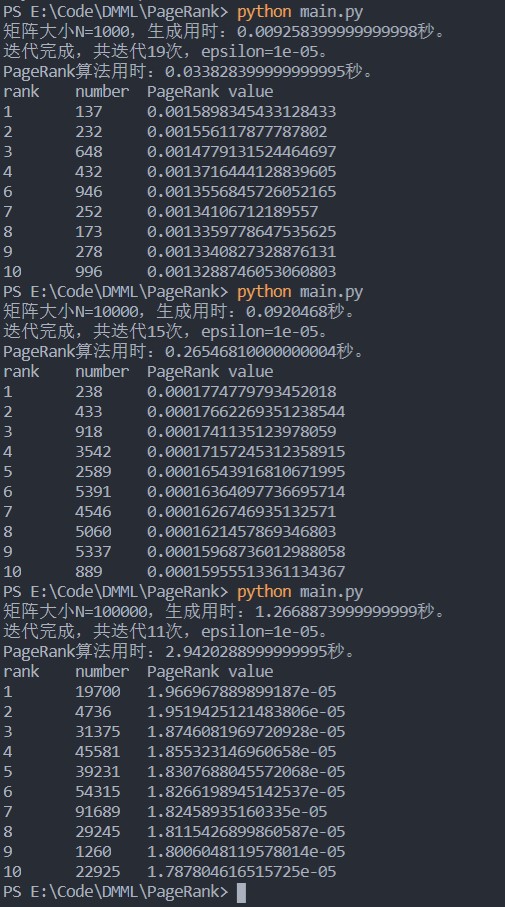 PS E:\Code\DMML\PageRank> python main.py
矩阵大小N=1000，生成用时：0.009258399999999998秒。
迭代完成，共迭代19次，epsilon=1e-05。
PageRank算法用时：0.033828399999999995秒。
rank number PageRank value
1 137 0.0015898345433128433
2 232 0.001556117877787802
3 648 0.0014779131524464697
4 432 0.0013716444128839605
6 946 0.0013556845726052165
7 252 0.00134106712189557
8 173 0.0013359778647535625
9 278 0.0013340827328876131
10 996 0.0013288746053060803
PS E:\Code\DMML\PageRank> python main.py
矩阵大小N=10000，生成用时：0.0920468秒。
迭代完成，共迭代15次，epsilon=1e-05。
PageRank算法用时：0.26546810000000004秒。
rank number PageRank value
1 238 0.0001774779793452018
2 433 0.00017662269351238544
3 918 0.0001741135123978059
4 3542 0.00017157245312358915
5 2589 0.00016543916810671995
6 5391 0.00016364097736695714
7 4546 0.0001626746935132571
8 5060 0.0001621457869346803
9 5337 0.00015968736012988058
10 889 0.00015955513361134367
PS E:\Code\DMML\PageRank> python main.py
矩阵大小N=100000，生成用时：1.2668873999999999秒。
迭代完成，共迭代11次，epsilon=1e-05。
PageRank算法用时：2.9420288999999995秒。
rank number PageRank value
1 19700 1.966967889899187e-05
2 4736 1.9519425121483806e-05
3 31375 1.8746081969720928e-05
4 45581 1.855323146960658e-05
5 39231 1.8307688045572068e-05
6 54315 1.8266198945142537e-05
7 91689 1.82458935160335e-05
8 29245 1.8115426899860587e-05
9 1260 1.8006048119578014e-05
10 22925 1.787804616515725e-05
PS E:\Code\DMML\PageRank>